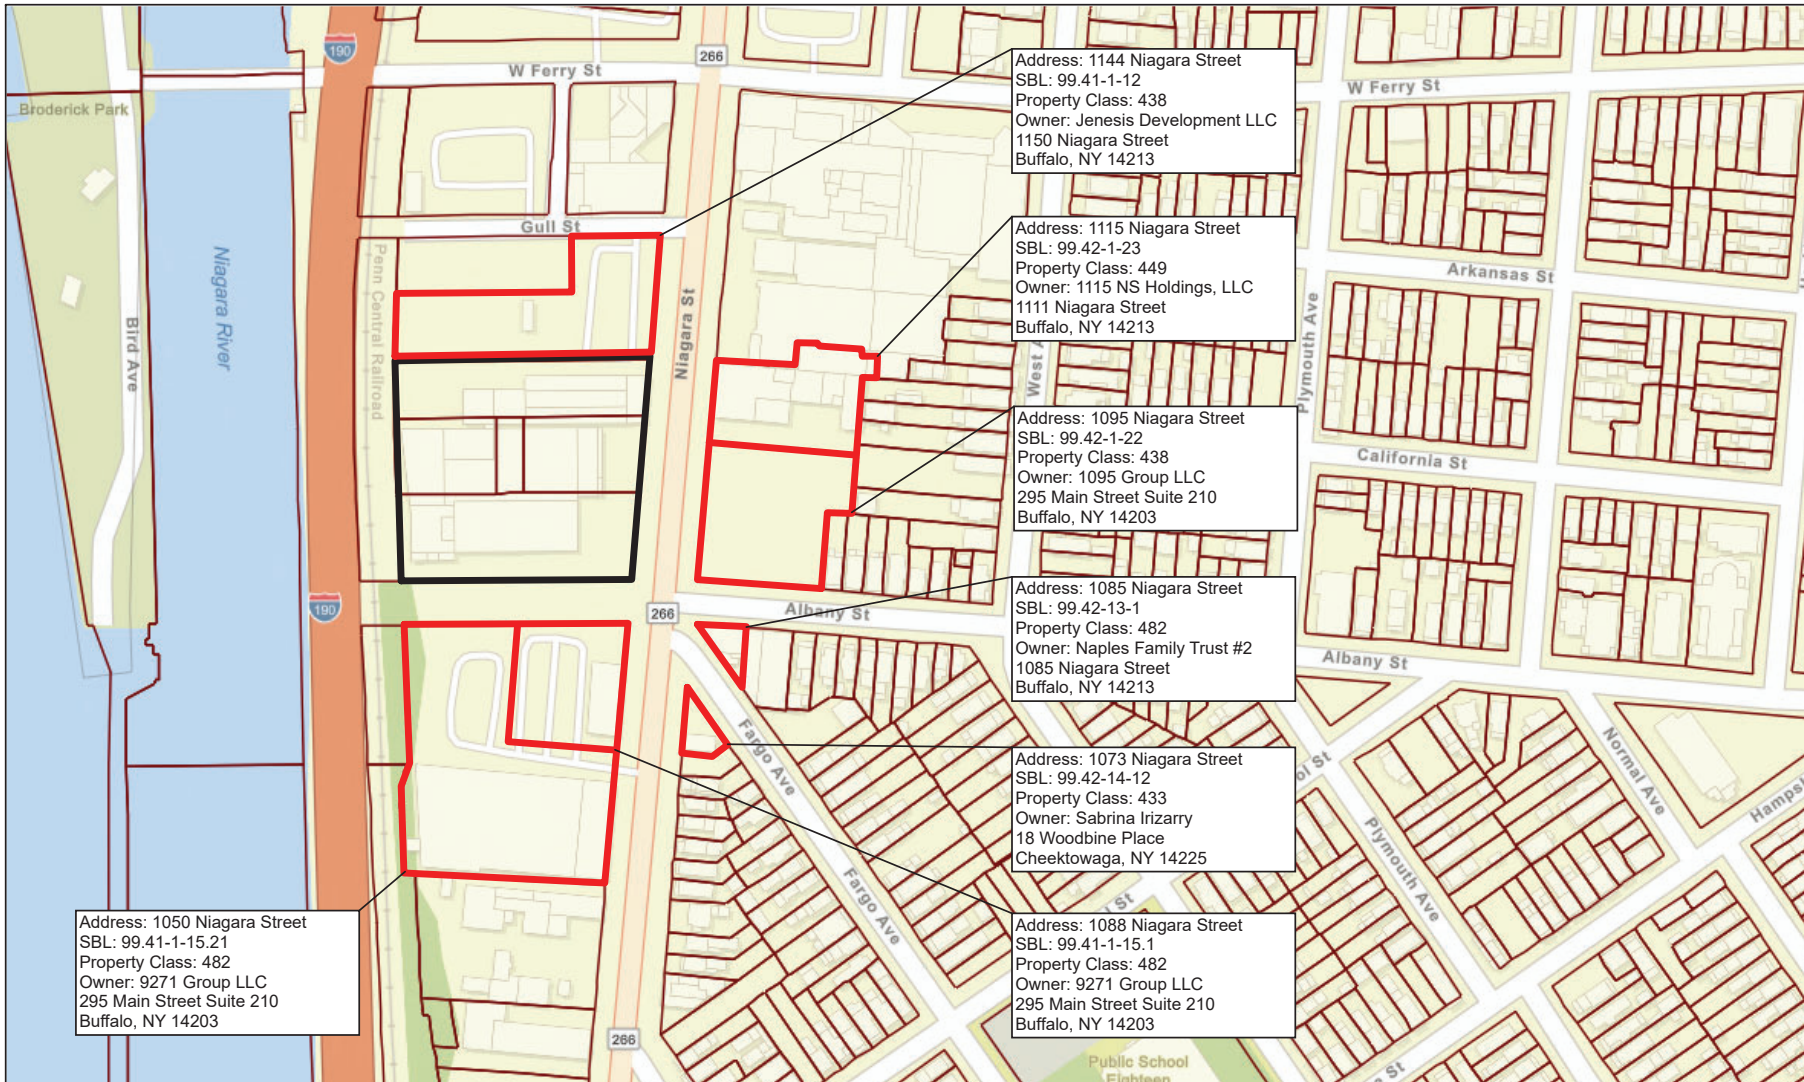 190
266
W Ferry St
W Ferry St
Broderick Park
Address: 1144 Niagara Street
SBL: 99.41-1-12
Property Class: 438
Owner: Jenesis Development LLC
1150 Niagara Street
Buffalo, NY 14213
Gull St
Address: 1115 Niagara Street
SBL: 99.42-1-23
Property Class: 449
Owner: 1115 NS Holdings, LLC
1111 Niagara Street
Buffalo, NY 14213
Arkansas St
Niagara River
Penn Central Railroad
Bird Ave
Niagara St
West A
Plymouth Ave
Address: 1095 Niagara Street
SBL: 99.42-1-22
Property Class: 438
Owner: 1095 Group LLC
295 Main Street Suite 210
Buffalo, NY 14203
California St
190
266
Albany St
Address: 1085 Niagara Street
SBL: 99.42-13-1
Property Class: 482
Owner: Naples Family Trust #2
1085 Niagara Street
Buffalo, NY 14213
Albany St
Fargo Ave
Address: 1073 Niagara Street
SBL: 99.42-14-12
Property Class: 433
Owner: Sabrina Irizarry
18 Woodbine Place
Cheektowaga, NY 14225
ol St
Normal Ave
Hampsh
Plymouth Ave
Fargo Ave
St
Address: 1050 Niagara Street
SBL: 99.41-1-15.21
Property Class: 482
Owner: 9271 Group LLC
295 Main Street Suite 210
Buffalo, NY 14203
Address: 1088 Niagara Street
SBL: 99.41-1-15.1
Property Class: 482
Owner: 9271 Group LLC
295 Main Street Suite 210
Buffalo, NY 14203
266
Public School
Eighteen
St